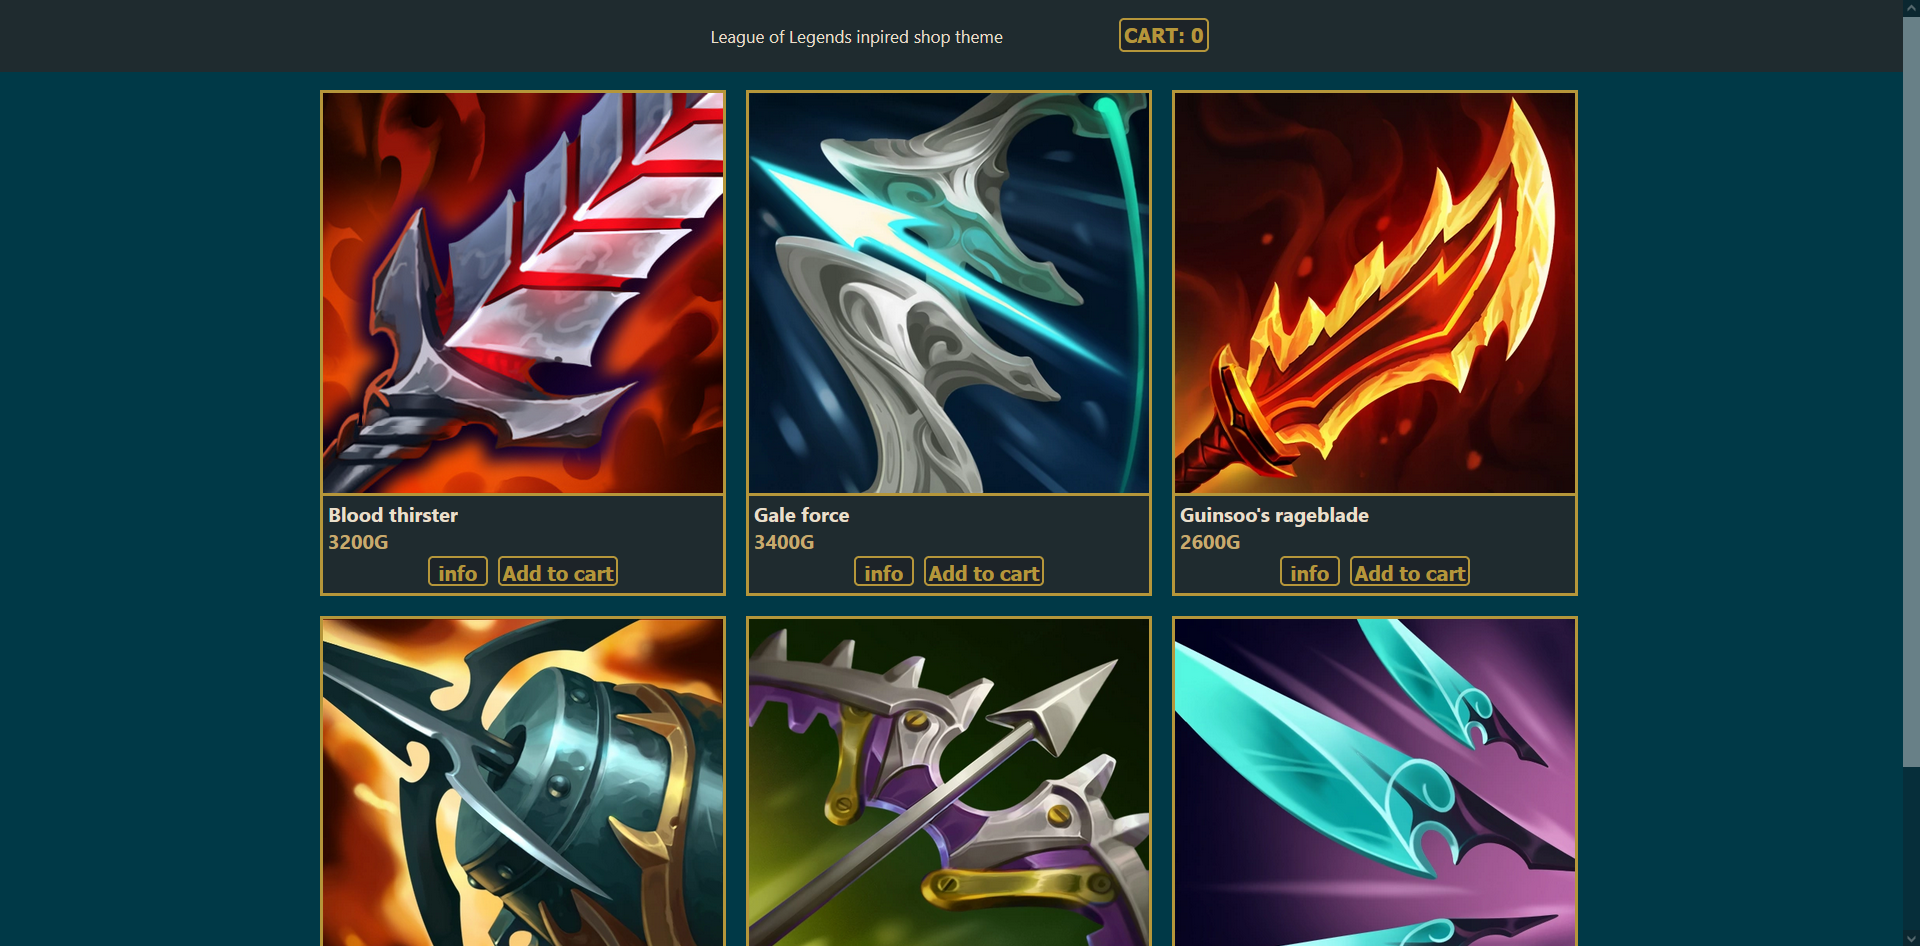 League of Legends inpired shop theme
CART: 0
Blood thirster
3200G
info
Add to cart
Gale force
3400G
info
Add to cart
Guinsoo's rageblade
2600G
info
Add to cart